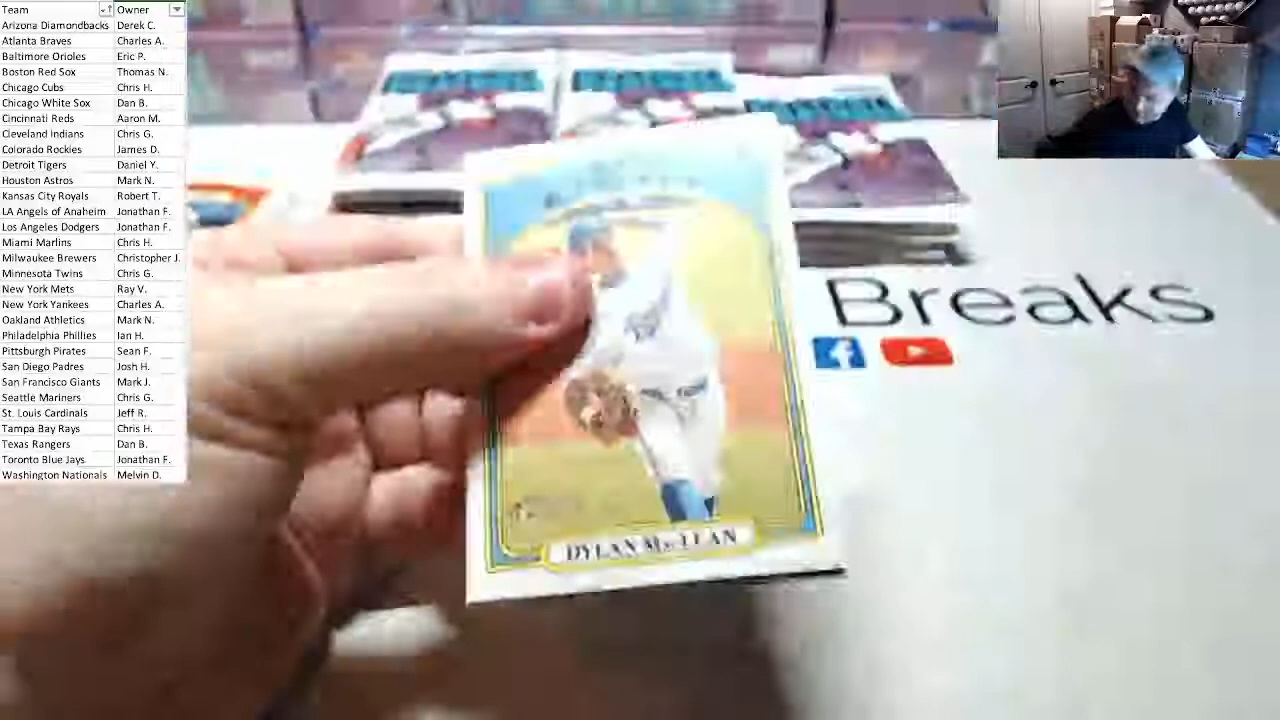 Team Owner
Arizona Diamondbacks Derek C.
Atlanta Braves Charles A.
Baltimore Orioles Eric P.
Boston Red Sox Thomas N.
Chicago Cubs Chris H.
Chicago White Sox Dan B.
Cincinnati Reds Aaron M.
Cleveland Indians Chris G.
Colorado Rockies James D.
Detroit Tigers Daniel Y.
Houston Astros Mark N.
Kansas City Royals Robert T.
LA Angels of Anaheim Jonathan F.
Los Angeles Dodgers Jonathan F.
Miami Marlins Chris H.
Milwaukee Brewers Christopher J.
Minnesota Twins Chris G.
New York Mets Ray V.
New York Yankees Charles A.
Oakland Athletics Mark N.
Philadelphia Phillies Ian H.
Pittsburgh Pirates Sean F.
San Diego Padres Josh H.
San Francisco Giants Mark J.
Seattle Mariners Chris G.
St. Louis Cardinals Jeff R.
Tampa Bay Rays Chris H.
Texas Rangers Dan B.
Toronto Blue Jays Jonathan F.
Washington Nationals Melvin D.
Breaks
DYLAN McLEAN